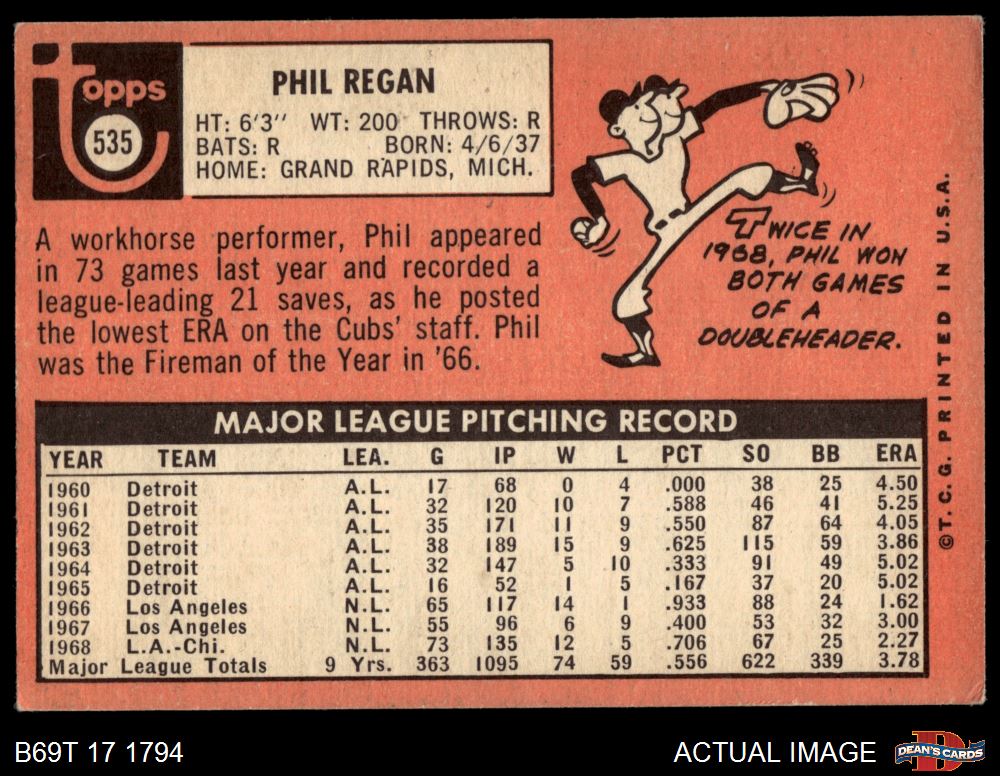 Topps
535
PHIL REGAN
HT: 6'3" WT: 200 THROWS: R
BATS: R BORN: 4/6/37
HOME: GRAND RAPIDS, MICH.
A workhorse performer, Phil appeared
in 73 games last year and recorded a
league-leading 21 saves, as he posted
the lowest ERA on the Cubs' staff. Phil
was the Fireman of the Year in '66.
TWICE IN
1968, PHIL WON
BOTH GAMES
OF A
DOUBLEHEADER.
©T. C. G. PRINTED IN U.S.A.
MAJOR LEAGUE PITCHING RECORD
YEAR TEAM LEA. G IP W L PCT SO BB ERA
1960 Detroit A.L. 17 68 0 4 .000 38 25 4.50
1961 Detroit A.L. 32 120 10 7 .588 46 41 5.25
1962 Detroit A.L. 35 171 11 9 .550 87 64 4.05
1963 Detroit A.L. 38 189 15 9 .625 115 59 3.86
1964 Detroit A.L. 32 147 5 10 .333 91 49 5.02
1965 Detroit A.L. 16 52 1 5 .167 37 20 5.02
1966 Los Angeles N.L. 65 117 14 1 .933 88 24 1.62
1967 Los Angeles N.L. 55 96 6 9 .400 53 32 3.00
1968 L.A.-Chi. N.L. 73 135 12 5 .706 67 25 2.27
Major League Totals 9 Yrs. 363 1095 74 59 .556 622 339 3.78
B69T 17 1794
ACTUAL IMAGE
DEAN'S CARDS